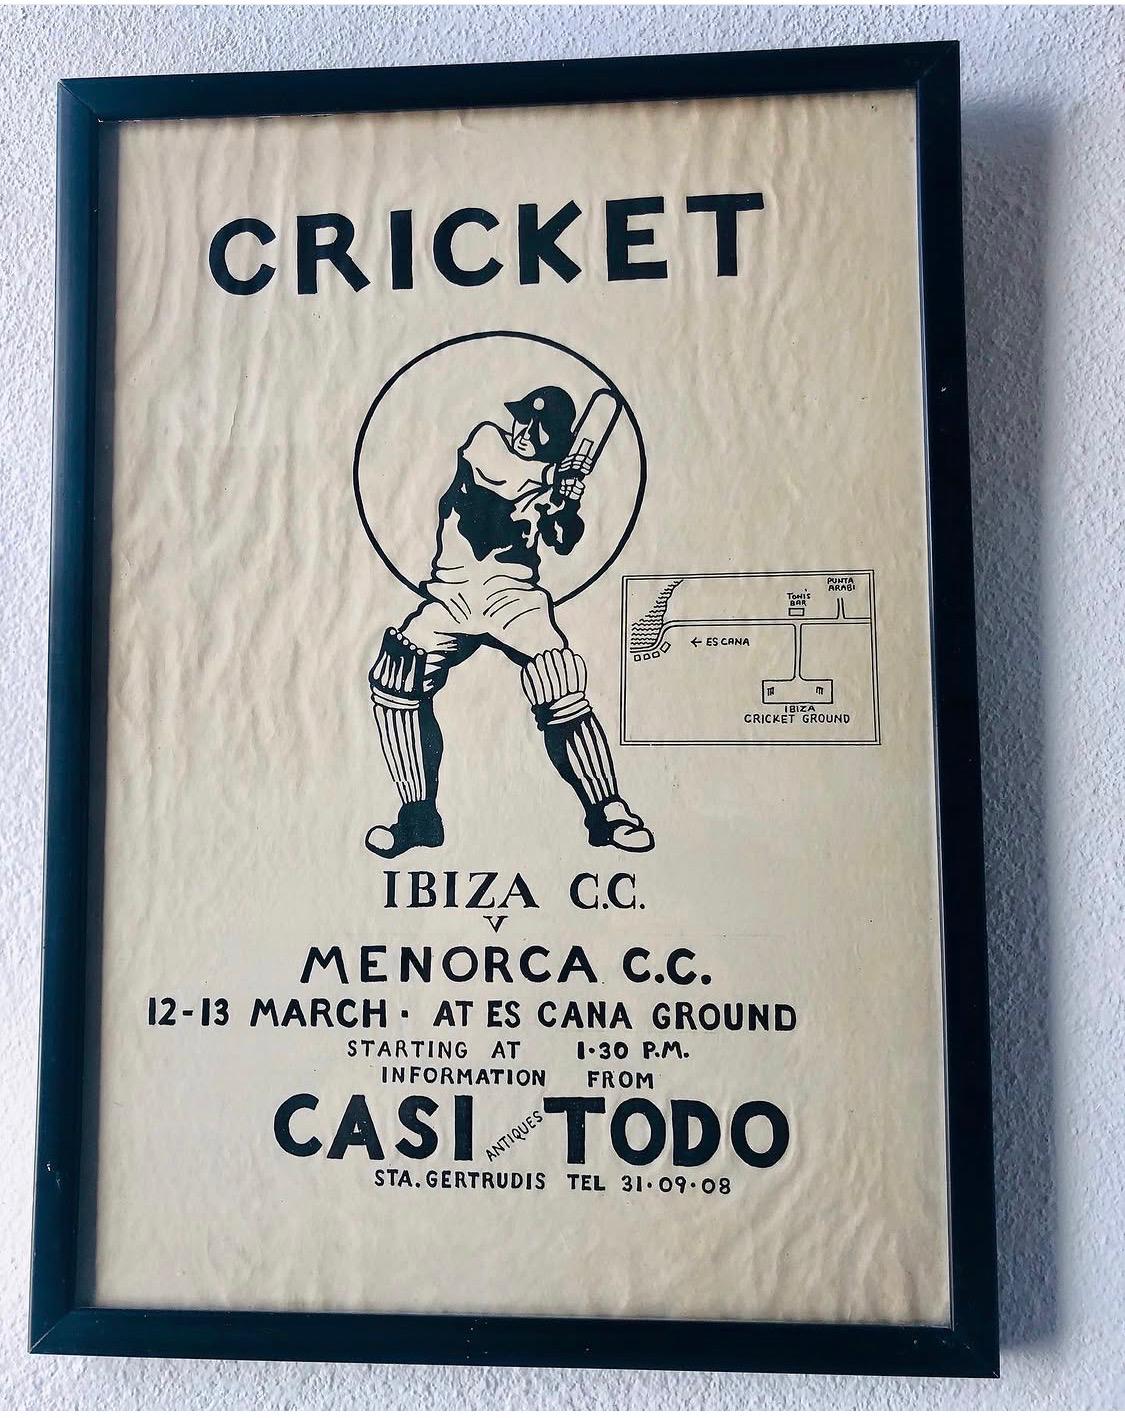 CRICKET
PUNTA
ARABI
TONI'S
BAR
← ES CANA
IBIZA
CRICKET GROUND
IBIZA C.C.
V
MENORCA C.C.
12-13 MARCH · AT ES CANA GROUND
STARTING AT 1·30 P.M.
INFORMATION FROM
CASI ANTIQUES TODO
STA. GERTRUDIS TEL 31·09·08